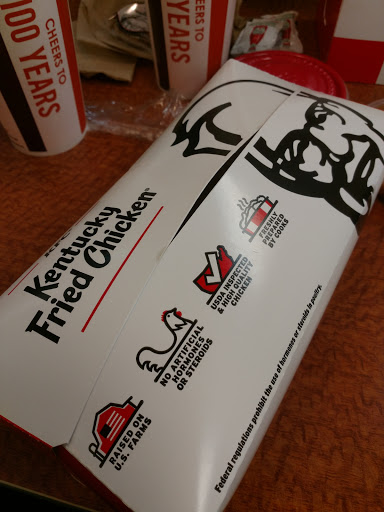 CHEERS TO
100 YEARS
CHEERS TO
100 YEARS
Kentucky
Fried Chicken
FRESHLY
PREPARED
BY COOKS
USDA INSPECTED
& HIGH QUALITY
CHICKEN
NO ARTIFICIAL
HORMONES
OR STEROIDS
RAISED ON
U.S. FARMS
Federal regulations prohibit the use of hormones or steroids in poultry.